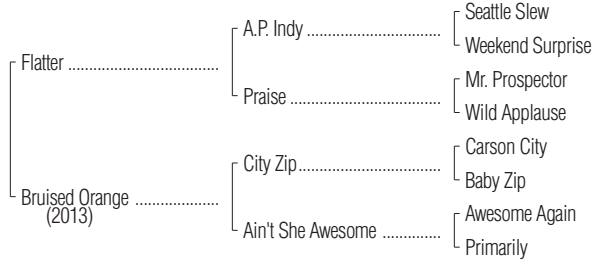 Seattle Slew
A.P. Indy ..................................
Weekend Surprise
Flatter ......................................
Mr. Prospector
Praise ......................................
Wild Applause
Carson City
City Zip....................................
Baby Zip
Bruised Orange .....................
(2013)
Awesome Again
Ain't She Awesome ..............
Primarily